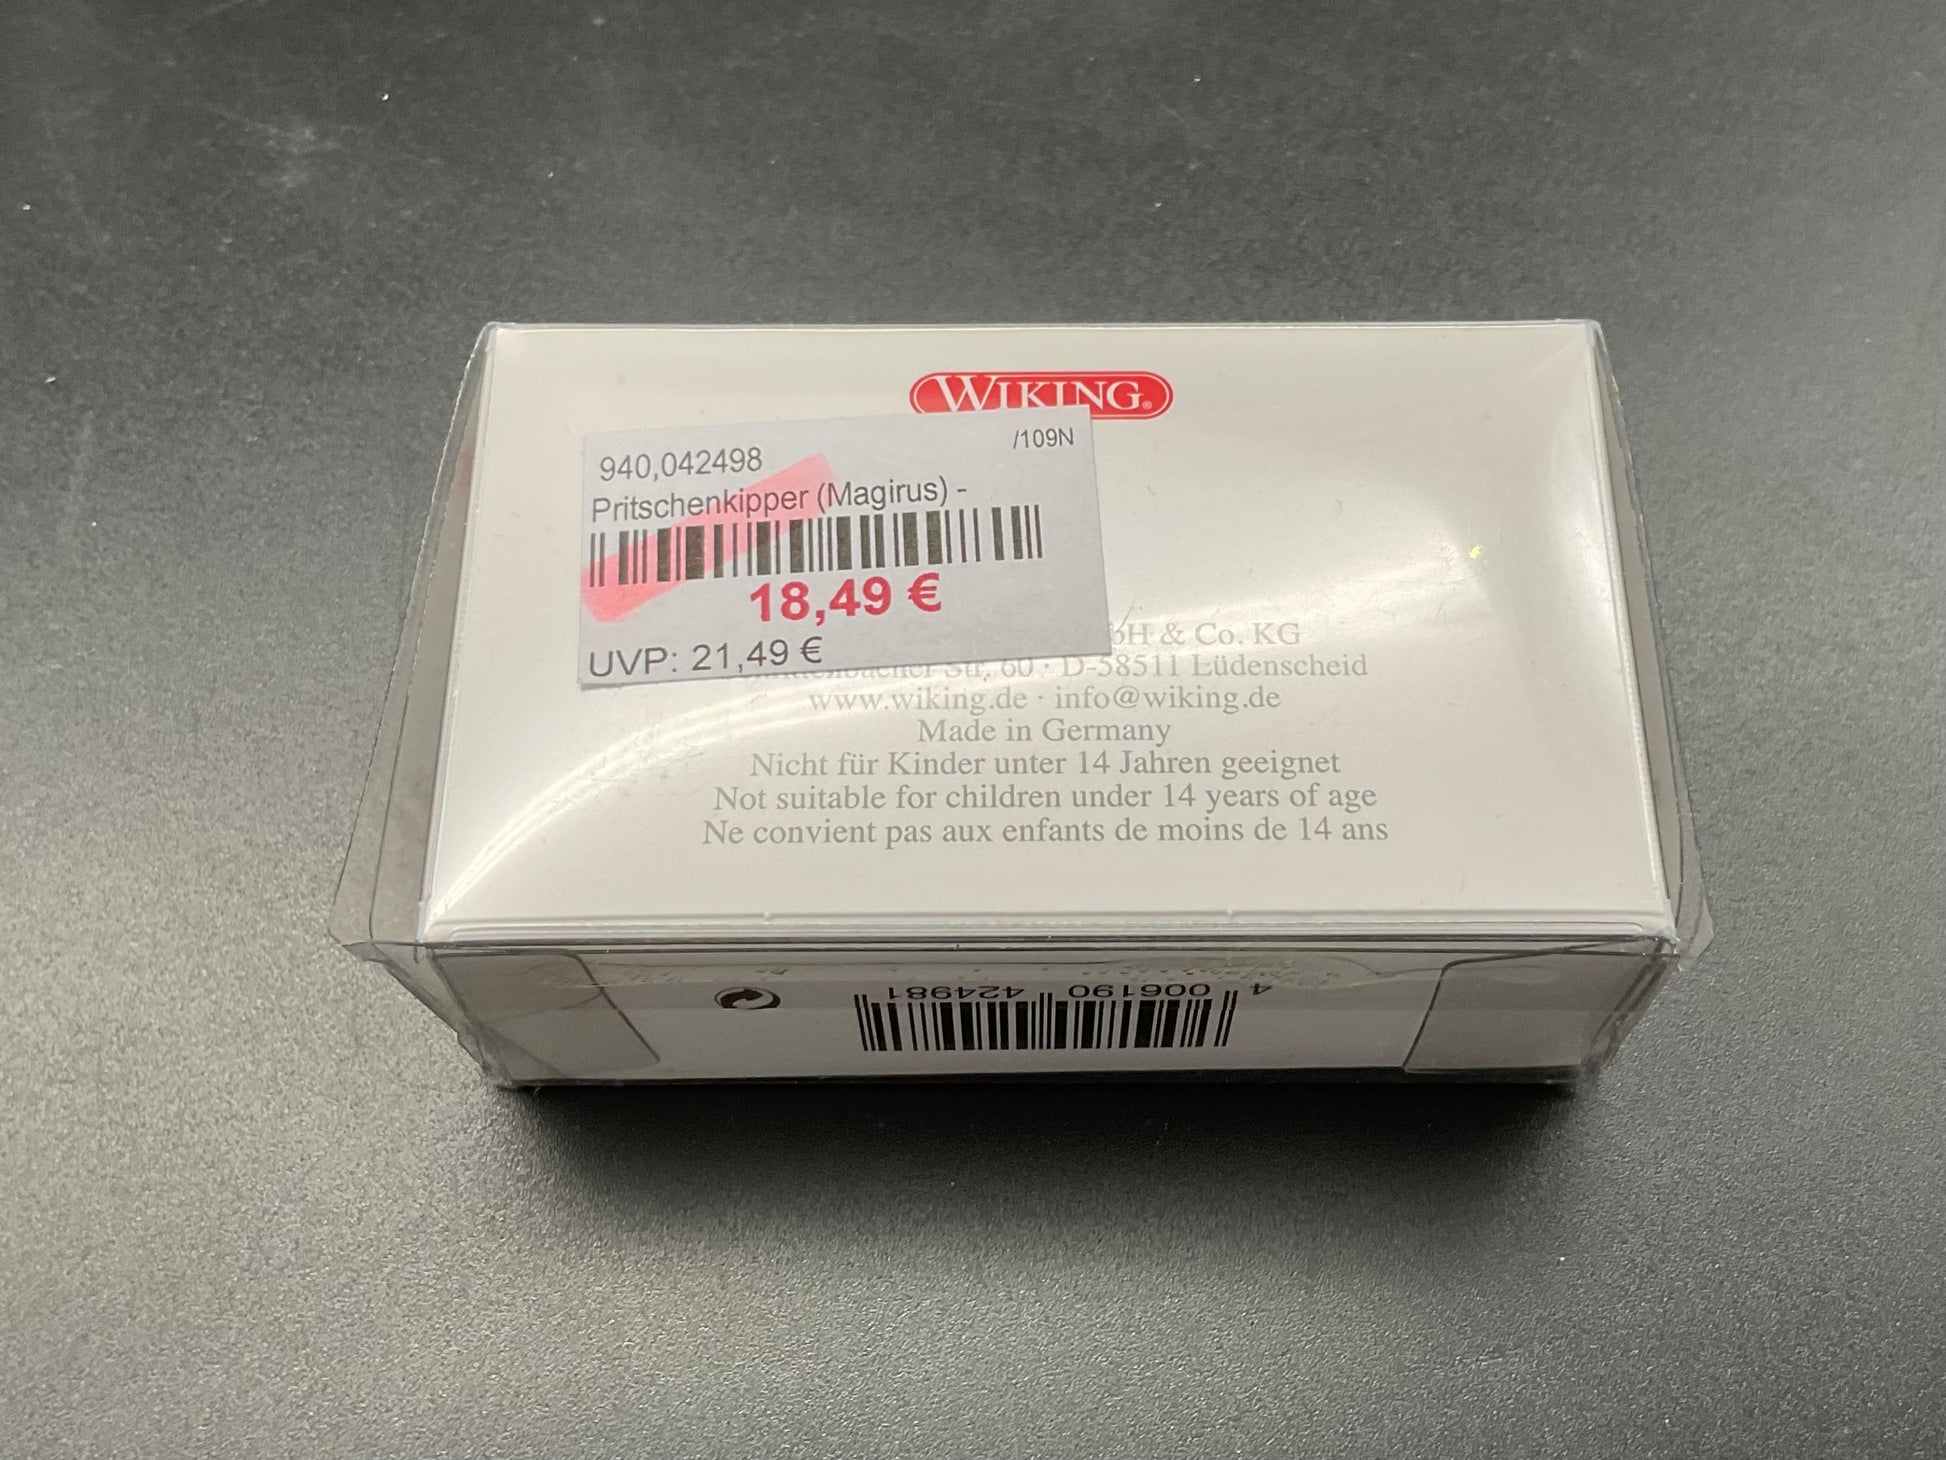 WIKING®
/109N
940,042498
Pritschenkipper (Magirus) -
18,49 €
UVP: 21,49 €
& Co. KG
Str. 60 · D-58511 Lüdenscheid
www.wiking.de · info@wiking.de
Made in Germany
Nicht für Kinder unter 14 Jahren geeignet
Not suitable for children under 14 years of age
Ne convient pas aux enfants de moins de 14 ans
4 006190 424981